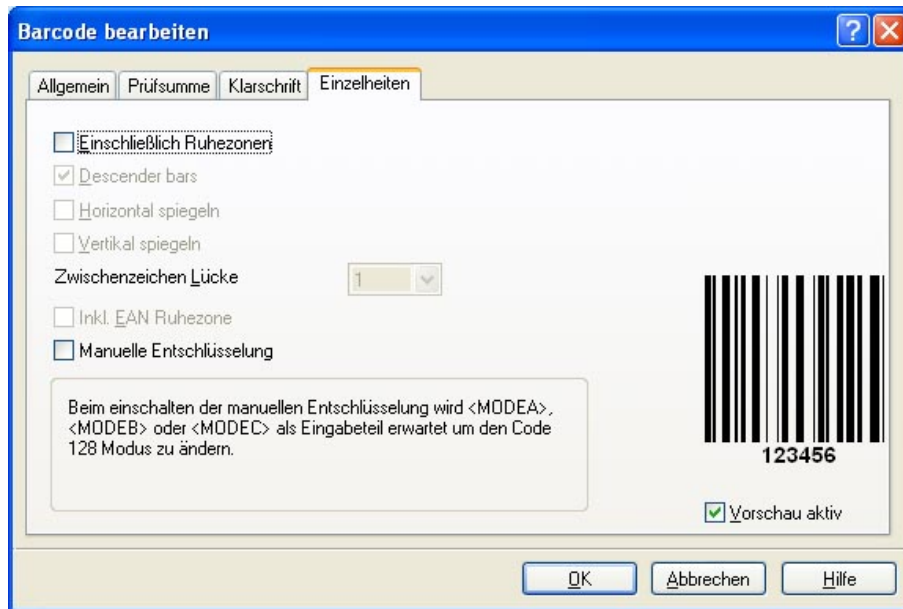 Barcode bearbeiten
Allgemein Prüfsumme Klarschrift Einzelheiten
Einschließlich Ruhezonen
Descender bars
Horizontal spiegeln
Vertikal spiegeln
Zwischenzeichen Lücke 1
Inkl. EAN Ruhezone
Manuelle Entschlüsselung
Beim einschalten der manuellen Entschlüsselung wird <MODEA>,
<MODEB> oder <MODEC> als Eingabeteil erwartet um den Code
128 Modus zu ändern.
123456
Vorschau aktiv
OK Abbrechen Hilfe